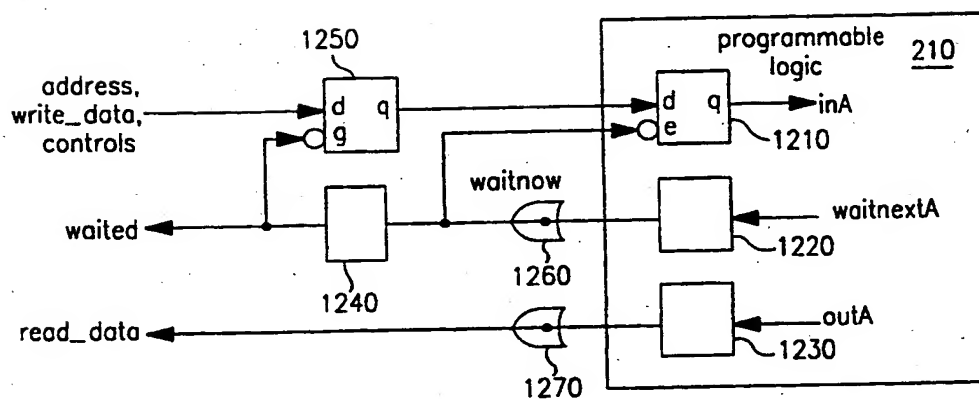 1250
programmable
logic
210
address,
write_data,
controls
d q
g
d q
e
inA
1210
waitnow
waitnextA
waited
1220
1240
1260
read_data
outA
1230
1270